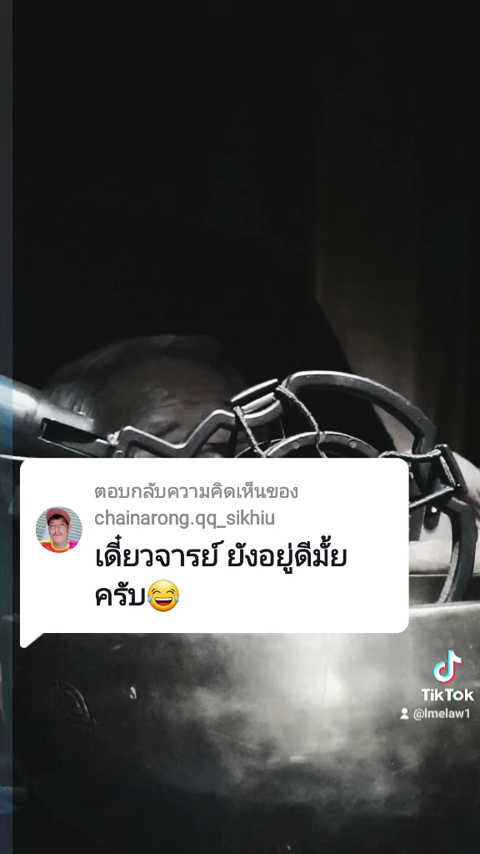 ตอบกลับความคิดเห็นของ
chainarong.qq_sikhiu
เดี๋ยวจารย์ ยังอยู่ดีมั้ย
ครับ😂
TikTok
@lmelaw1